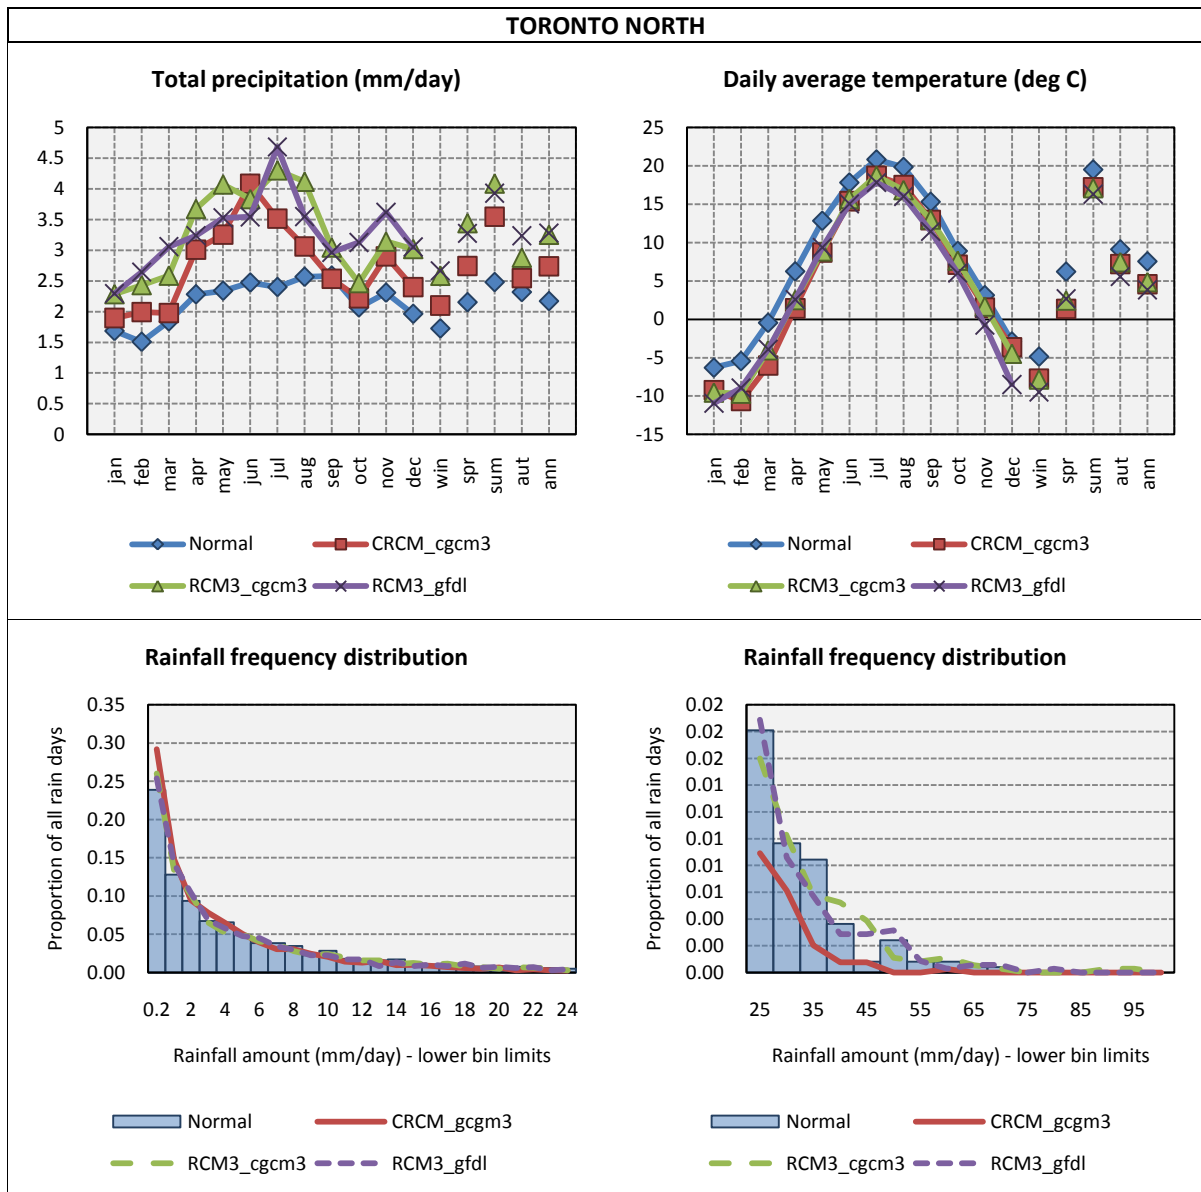 TORONTO NORTH
Total precipitation (mm/day)
5
4.5
4
3.5
3
2.5
2
1.5
1
0.5
0
jan feb mar apr may jun jul aug sep oct nov dec win spr sum aut ann
Normal CRCM_cgcm3
RCM3_cgcm3 RCM3_gfdl
Daily average temperature (deg C)
25
20
15
10
5
0
-5
-10
-15
jan feb mar apr may jun jul aug sep oct nov dec win spr sum aut ann
Normal CRCM_cgcm3
RCM3_cgcm3 RCM3_gfdl
Rainfall frequency distribution
Proportion of all rain days
0.35
0.30
0.25
0.20
0.15
0.10
0.05
0.00
0.2 2 4 6 8 10 12 14 16 18 20 22 24
Rainfall amount (mm/day) - lower bin limits
Normal CRCM_gcgm3
RCM3_cgcm3 RCM3_gfdl
Rainfall frequency distribution
Proportion of all rain days
0.02
0.02
0.02
0.01
0.01
0.01
0.01
0.01
0.00
0.00
0.00
25 35 45 55 65 75 85 95
Rainfall amount (mm/day) - lower bin limits
Normal CRCM_gcgm3
RCM3_cgcm3 RCM3_gfdl